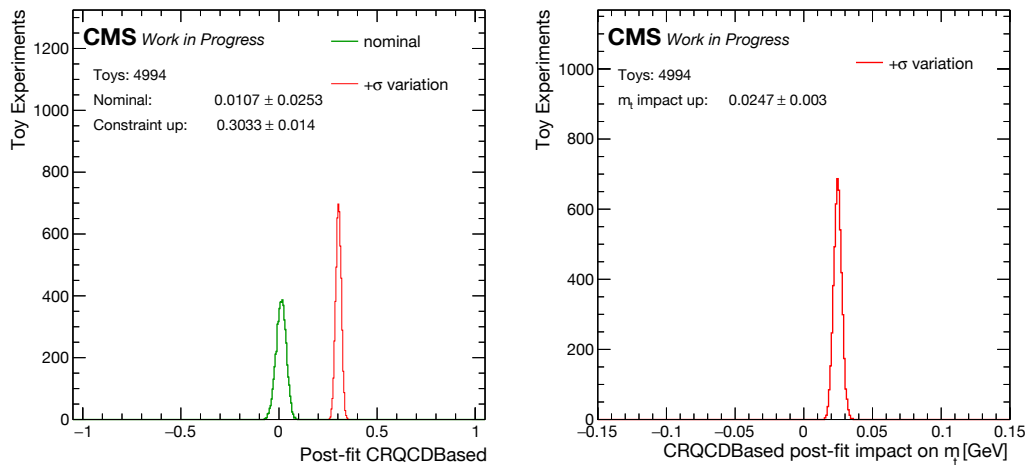 CMS Work in Progress
nominal
+σ variation
Toys: 4994
Nominal: 0.0107 ± 0.0253
Constraint up: 0.3033 ± 0.014
Toy Experiments
1200
1000
800
600
400
200
0
−1 −0.5 0 0.5 1
Post-fit CRQCDBased
CMS Work in Progress
+σ variation
Toys: 4994
mt impact up: 0.0247 ± 0.003
Toy Experiments
1000
800
600
400
200
0
−0.15 −0.1 −0.05 0 0.05 0.1 0.15
CRQCDBased post-fit impact on mt [GeV]